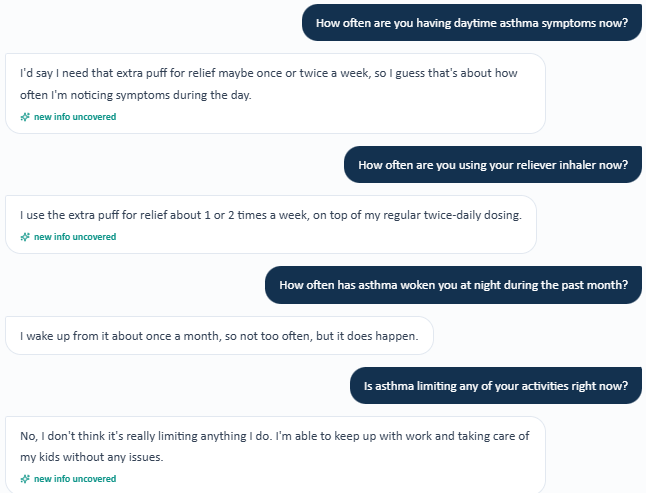 How often are you having daytime asthma symptoms now?
I'd say I need that extra puff for relief maybe once or twice a week, so I guess that's about how
often I'm noticing symptoms during the day.
new info uncovered
How often are you using your reliever inhaler now?
I use the extra puff for relief about 1 or 2 times a week, on top of my regular twice-daily dosing.
new info uncovered
How often has asthma woken you at night during the past month?
I wake up from it about once a month, so not too often, but it does happen.
Is asthma limiting any of your activities right now?
No, I don't think it's really limiting anything I do. I'm able to keep up with work and taking care of
my kids without any issues.
new info uncovered